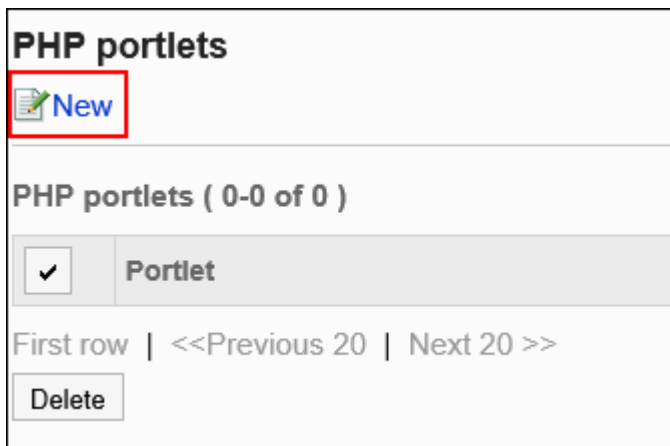 PHP portlets
New
PHP portlets ( 0-0 of 0 )
Portlet
First row | <<Previous 20 | Next 20 >>
Delete